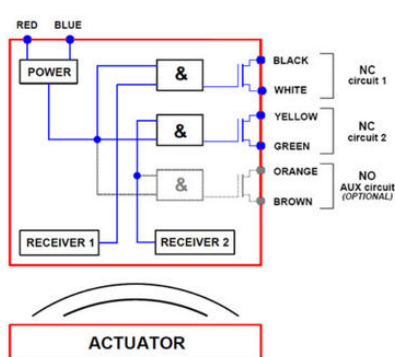 RED BLUE
POWER
&
BLACK
WHITE
NC
circuit 1
&
YELLOW
GREEN
NC
circuit 2
&
ORANGE
BROWN
NO
AUX circuit
(OPTIONAL)
RECEIVER 1
RECEIVER 2
ACTUATOR